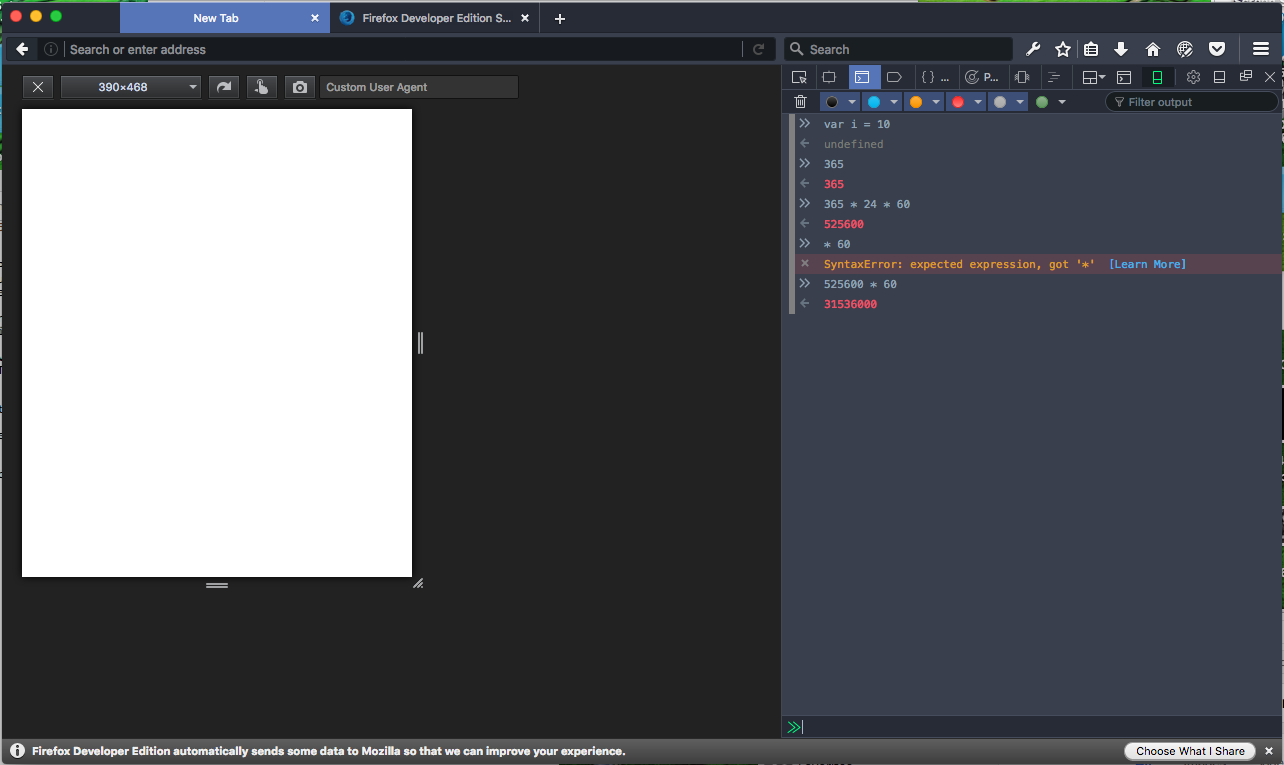 New Tab
Firefox Developer Edition S...
Search or enter address
Search
390×468
Custom User Agent
{ } ...
P...
Filter output
var i = 10
undefined
365
365
365 * 24 * 60
525600
* 60
SyntaxError: expected expression, got '*' [Learn More]
525600 * 60
31536000
Firefox Developer Edition automatically sends some data to Mozilla so that we can improve your experience.
Choose What I Share